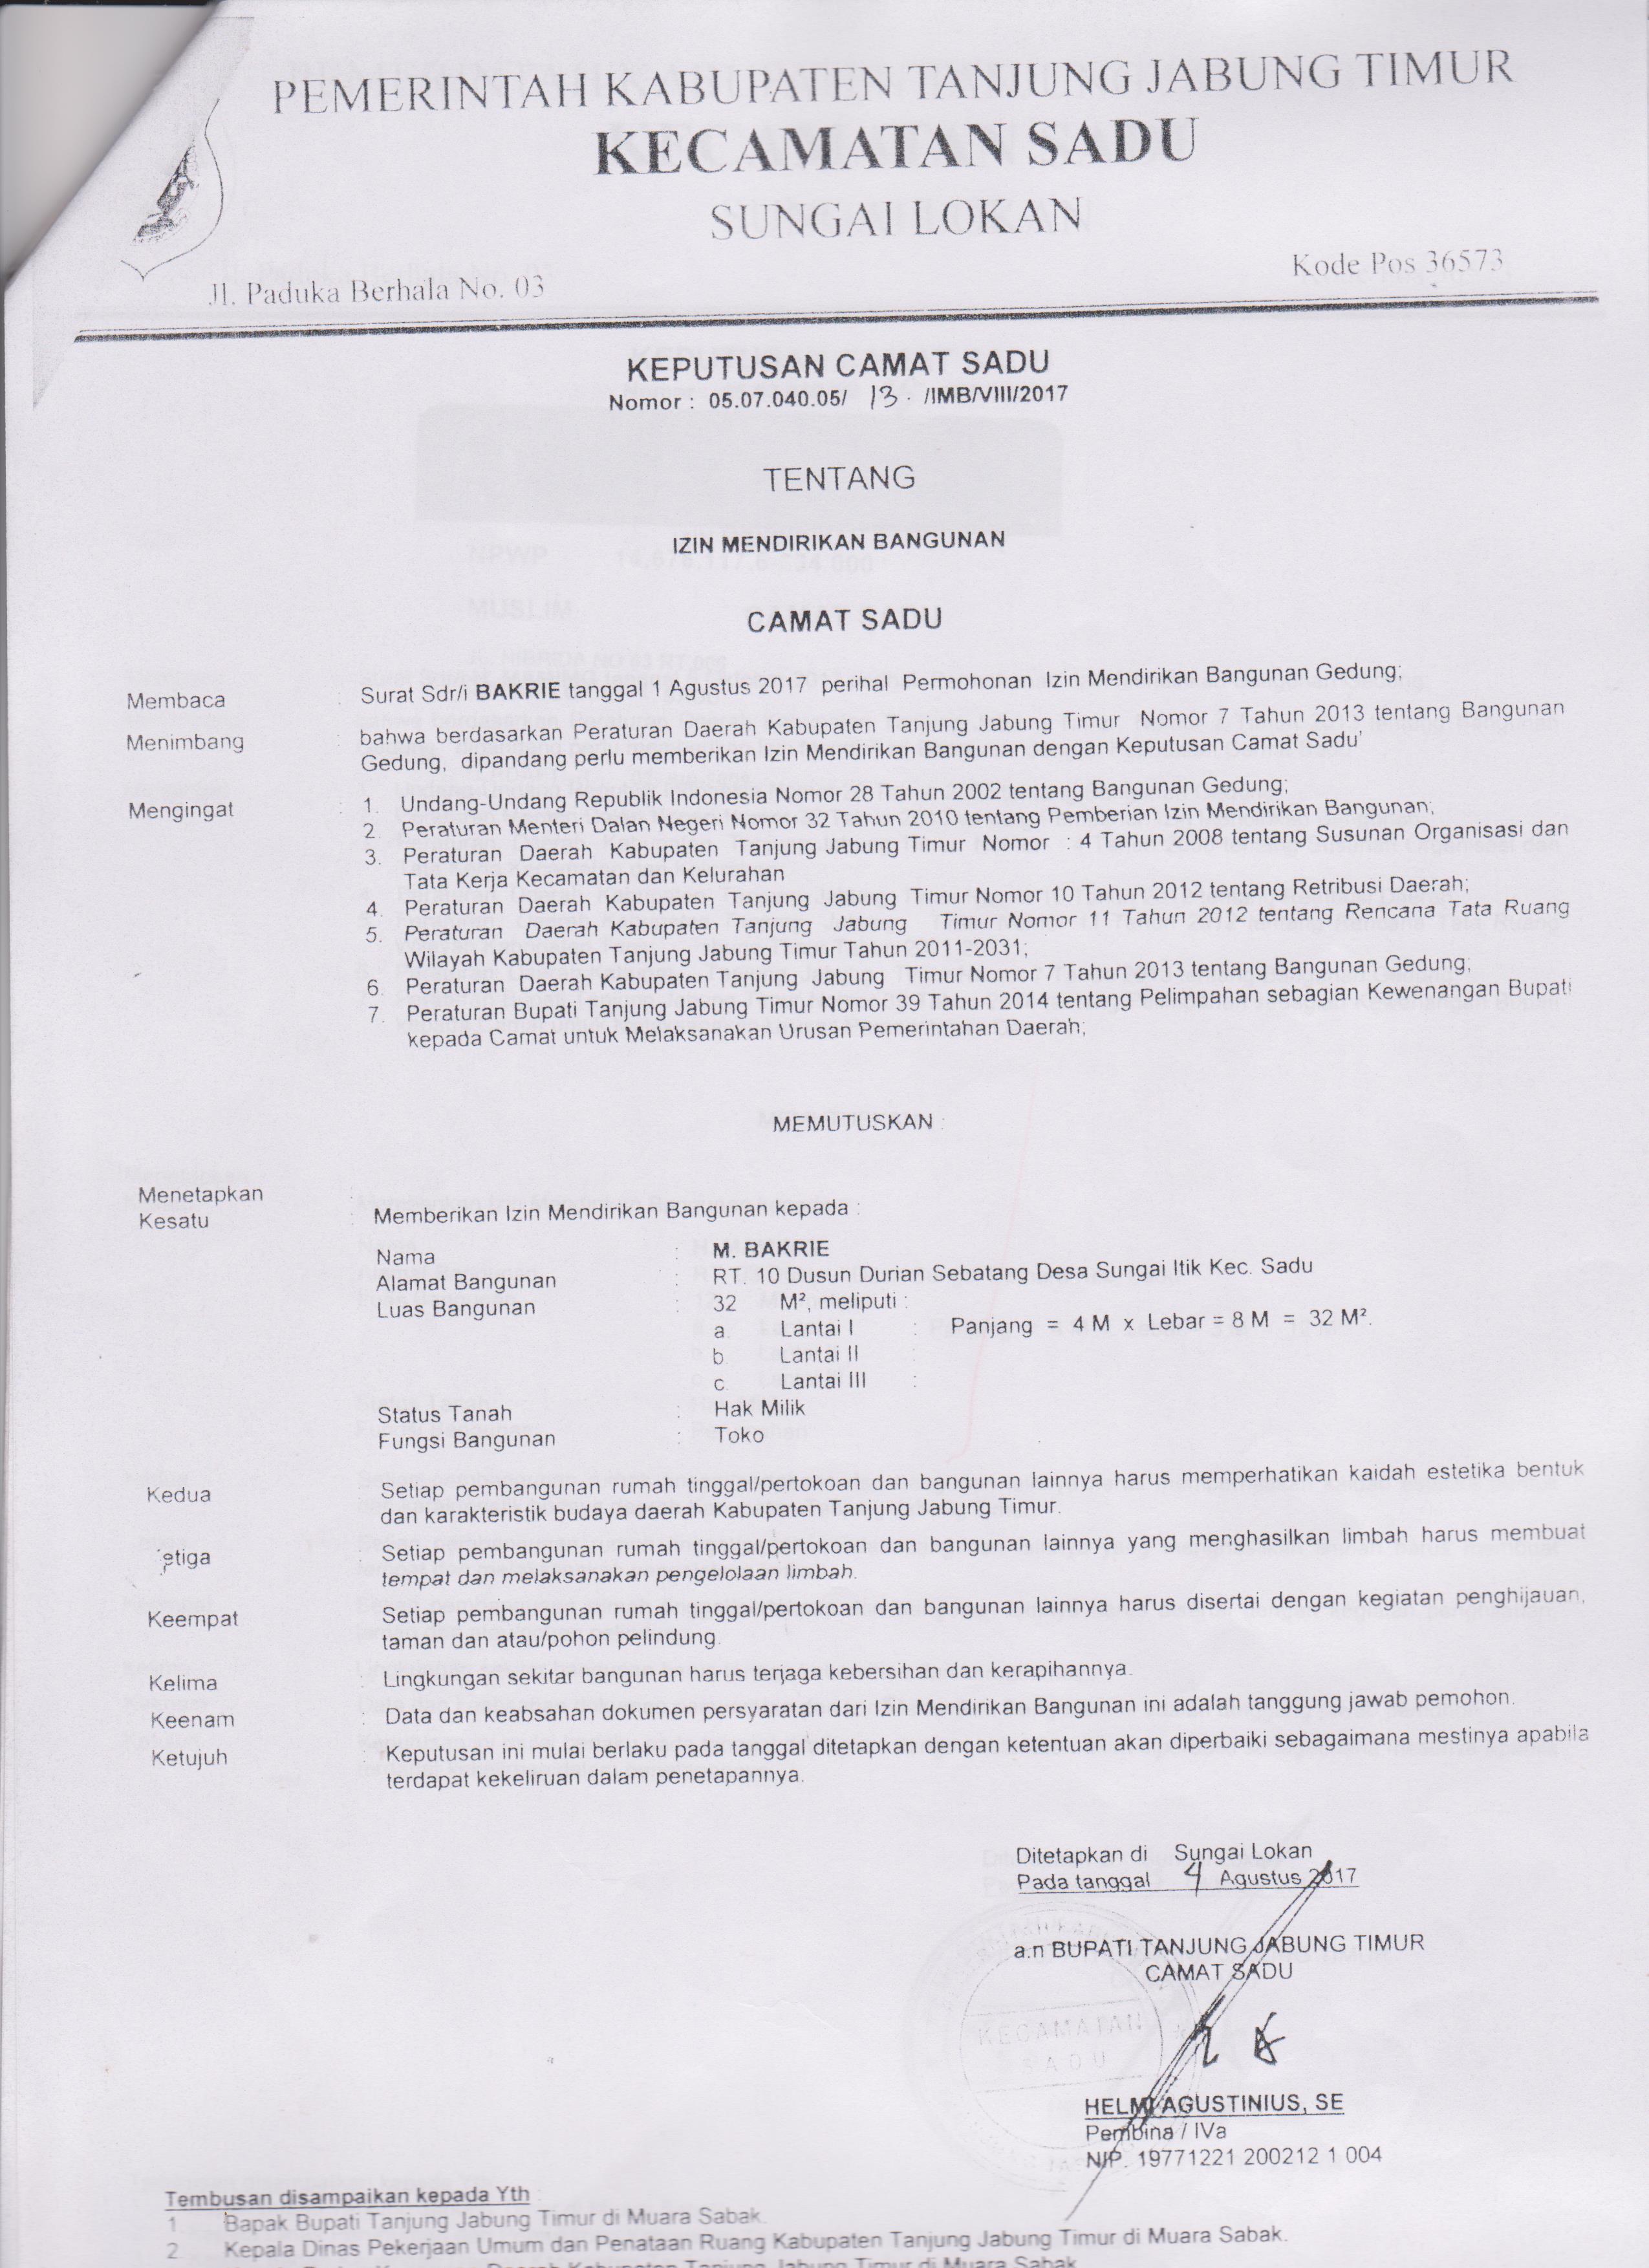 PEMERINTAH KABUPATEN TANJUNG JABUNG TIMUR
KECAMATAN SADU
SUNGAI LOKAN
Jl. Paduka Berhala No. 03 Kode Pos 36573
KEPUTUSAN CAMAT SADU
Nomor : 05.07.040.05/ 13. /IMB/VIII/2017
TENTANG
IZIN MENDIRIKAN BANGUNAN
NPWP
MUSLIM
CAMAT SADU
Membaca : Surat Sdr/i BAKRIE tanggal 1 Agustus 2017 perihal Permohonan Izin Mendirikan Bangunan Gedung;
Menimbang : bahwa berdasarkan Peraturan Daerah Kabupaten Tanjung Jabung Timur Nomor 7 Tahun 2013 tentang Bangunan
Gedung, dipandang perlu memberikan Izin Mendirikan Bangunan dengan Keputusan Camat Sadu'
Mengingat : 1. Undang-Undang Republik Indonesia Nomor 28 Tahun 2002 tentang Bangunan Gedung;
2. Peraturan Menteri Dalan Negeri Nomor 32 Tahun 2010 tentang Pemberian Izin Mendirikan Bangunan;
3. Peraturan Daerah Kabupaten Tanjung Jabung Timur Nomor : 4 Tahun 2008 tentang Susunan Organisasi dan
Tata Kerja Kecamatan dan Kelurahan
4. Peraturan Daerah Kabupaten Tanjung Jabung Timur Nomor 10 Tahun 2012 tentang Retribusi Daerah;
5. Peraturan Daerah Kabupaten Tanjung Jabung Timur Nomor 11 Tahun 2012 tentang Rencana Tata Ruang
Wilayah Kabupaten Tanjung Jabung Timur Tahun 2011-2031;
6. Peraturan Daerah Kabupaten Tanjung Jabung Timur Nomor 7 Tahun 2013 tentang Bangunan Gedung;
7. Peraturan Bupati Tanjung Jabung Timur Nomor 39 Tahun 2014 tentang Pelimpahan sebagian Kewenangan Bupati
kepada Camat untuk Melaksanakan Urusan Pemerintahan Daerah;
MEMUTUSKAN :
Menetapkan :
Kesatu : Memberikan Izin Mendirikan Bangunan kepada :
Nama : M. BAKRIE
Alamat Bangunan : RT. 10 Dusun Durian Sebatang Desa Sungai Itik Kec. Sadu
Luas Bangunan : 32 M², meliputi :
a. Lantai I : Panjang = 4 M x Lebar = 8 M = 32 M².
b. Lantai II :
c. Lantai III :
Status Tanah : Hak Milik
Fungsi Bangunan : Toko
Kedua : Setiap pembangunan rumah tinggal/pertokoan dan bangunan lainnya harus memperhatikan kaidah estetika bentuk
dan karakteristik budaya daerah Kabupaten Tanjung Jabung Timur.
etiga : Setiap pembangunan rumah tinggal/pertokoan dan bangunan lainnya yang menghasilkan limbah harus membuat
tempat dan melaksanakan pengelolaan limbah.
Keempat : Setiap pembangunan rumah tinggal/pertokoan dan bangunan lainnya harus disertai dengan kegiatan penghijauan,
taman dan atau/pohon pelindung.
Kelima : Lingkungan sekitar bangunan harus terjaga kebersihan dan kerapihannya.
Keenam : Data dan keabsahan dokumen persyaratan dari Izin Mendirikan Bangunan ini adalah tanggung jawab pemohon.
Ketujuh : Keputusan ini mulai berlaku pada tanggal ditetapkan dengan ketentuan akan diperbaiki sebagaimana mestinya apabila
terdapat kekeliruan dalam penetapannya.
Ditetapkan di Sungai Lokan
Pada tanggal 4 Agustus 2017
a.n BUPATI TANJUNG JABUNG TIMUR
CAMAT SADU
KECAMATAN
SADU
HELMI AGUSTINIUS, SE
Pembina / IVa
NIP. 19771221 200212 1 004
Tembusan disampaikan kepada Yth :
1. Bapak Bupati Tanjung Jabung Timur di Muara Sabak.
2. Kepala Dinas Pekerjaan Umum dan Penataan Ruang Kabupaten Tanjung Jabung Timur di Muara Sabak.
Daerah Kabupaten Tanjung Jabung Timur di Muara Sabak